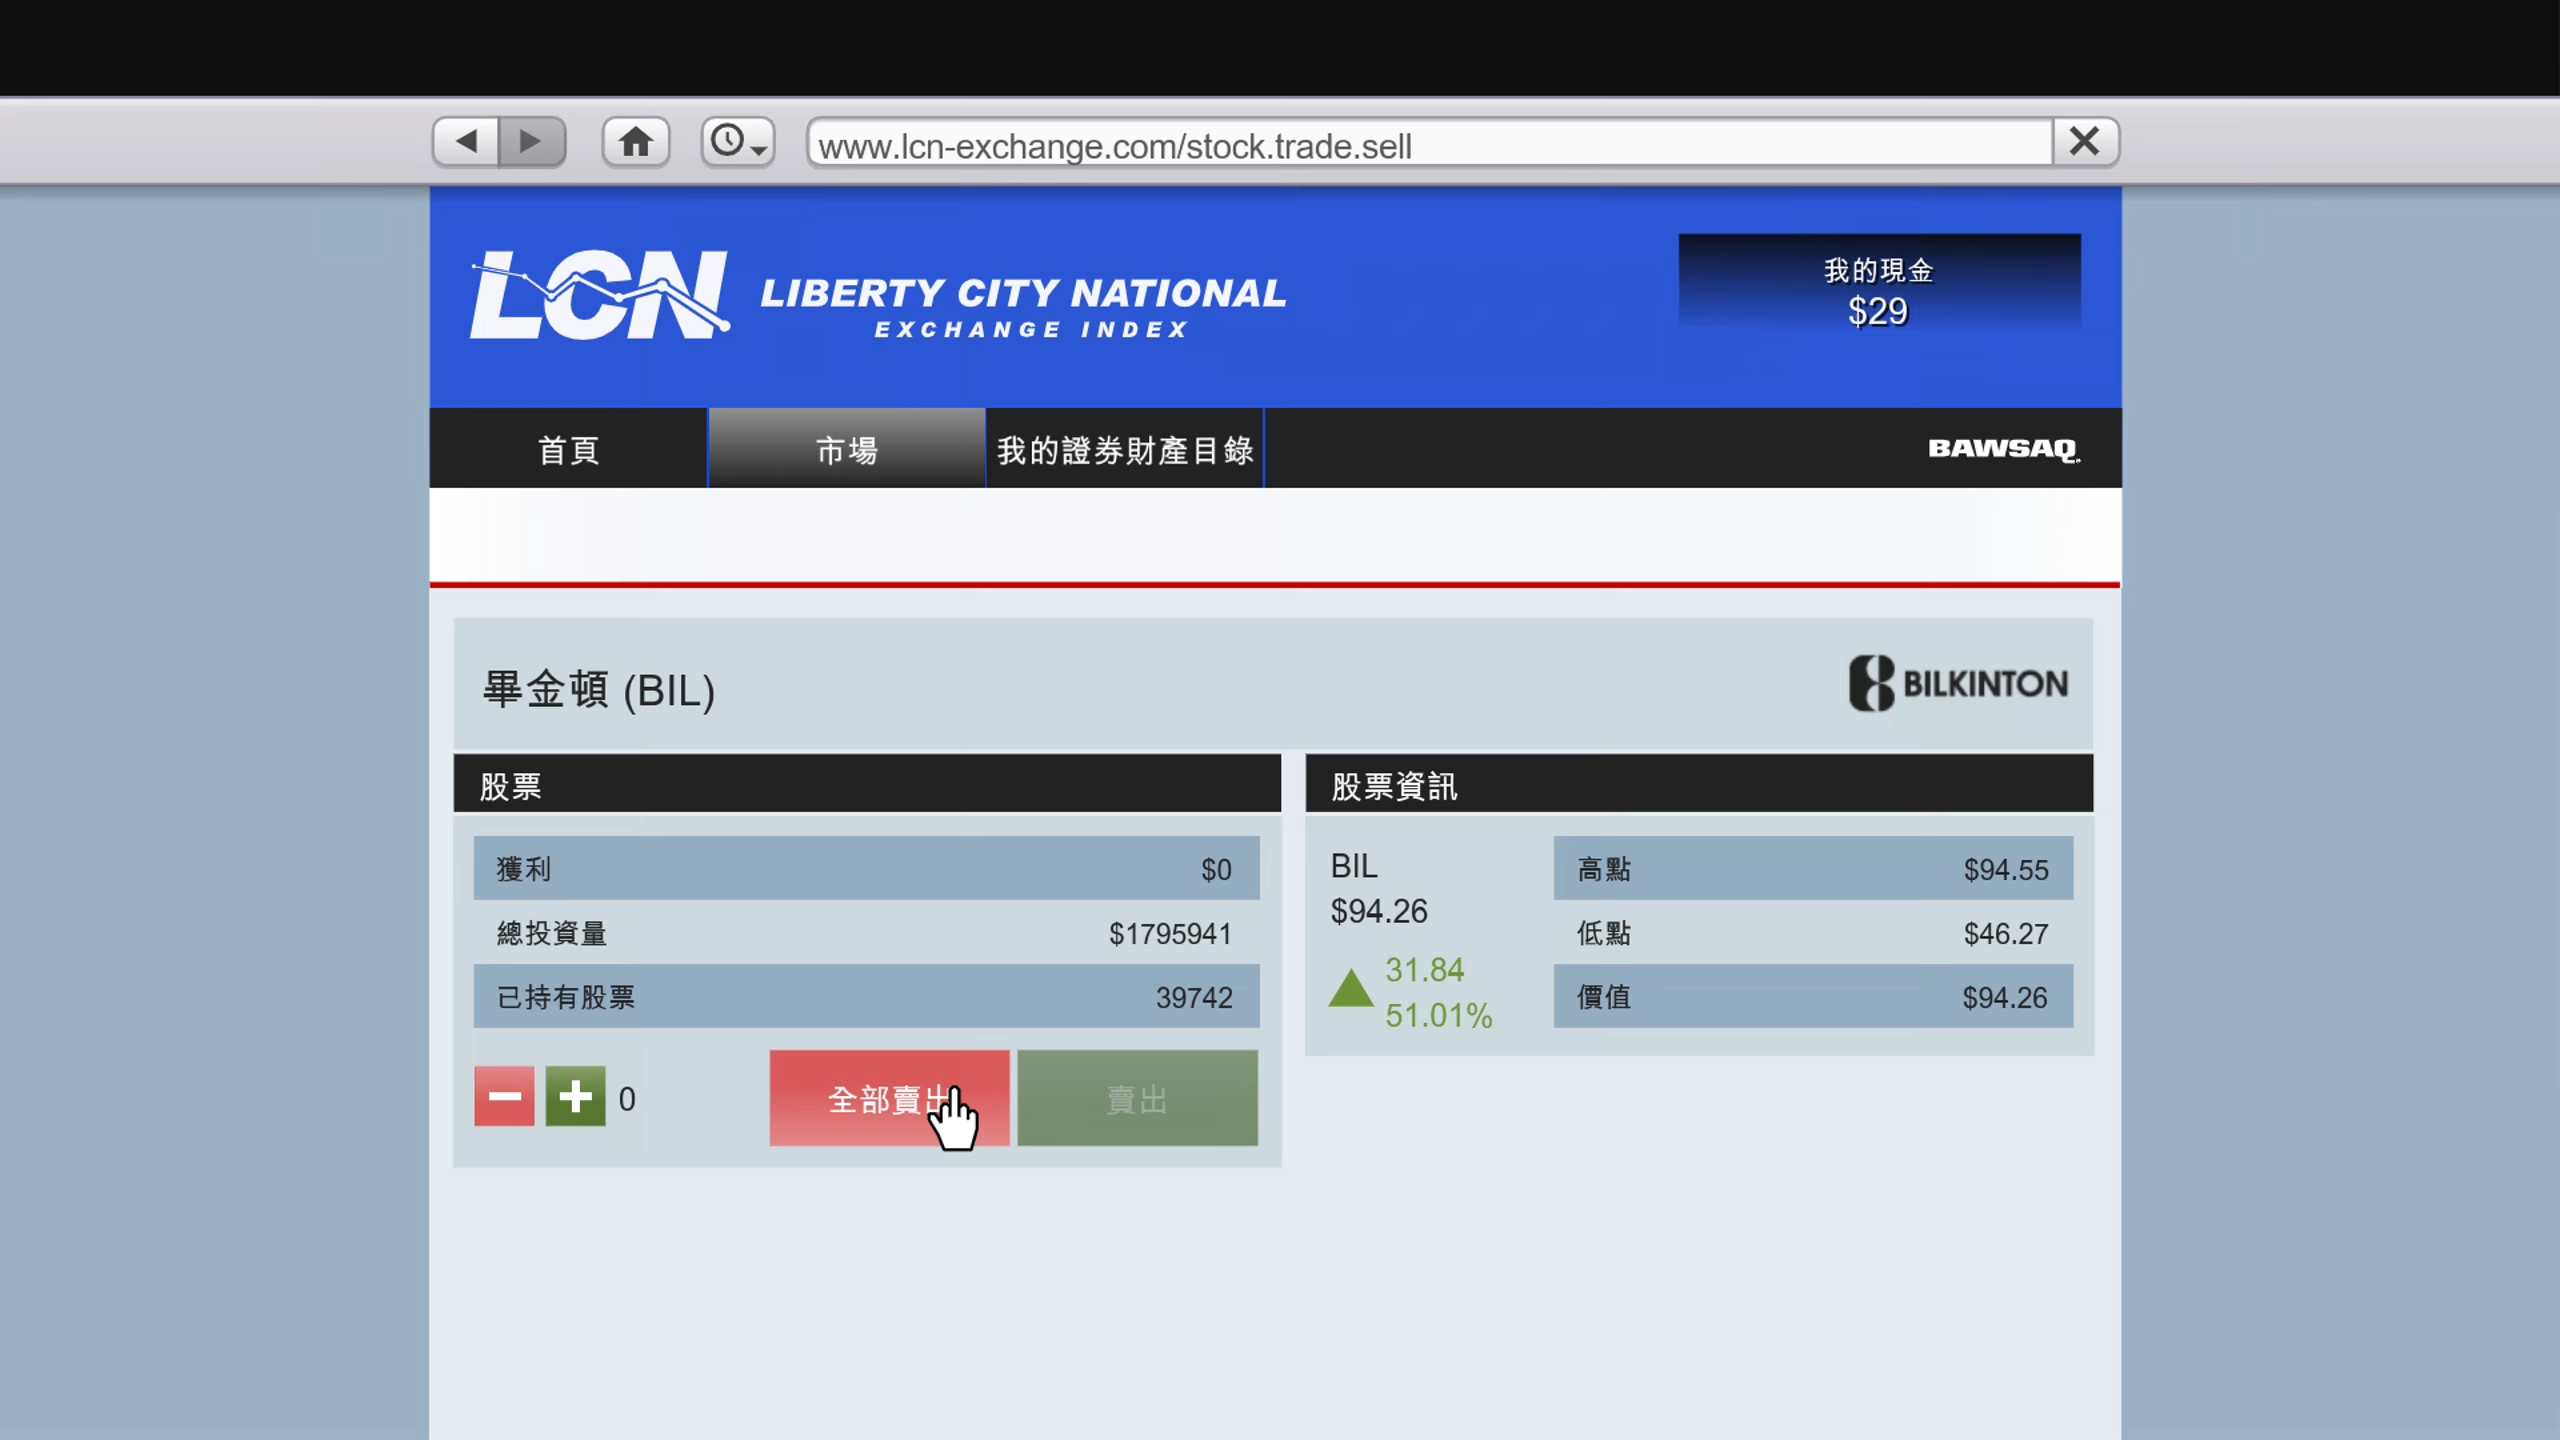 www.lcn-exchange.com/stock.trade.sell
LCN
LIBERTY CITY NATIONAL
EXCHANGE INDEX
我的現金
$29
首頁
市場
我的證券財產目錄
BAWSAQ
畢金頓 (BIL)
BILKINTON
股票
獲利 $0
總投資量 $1795941
已持有股票 39742
0
全部賣出
賣出
股票資訊
BIL
$94.26
31.84
51.01%
高點 $94.55
低點 $46.27
價值 $94.26